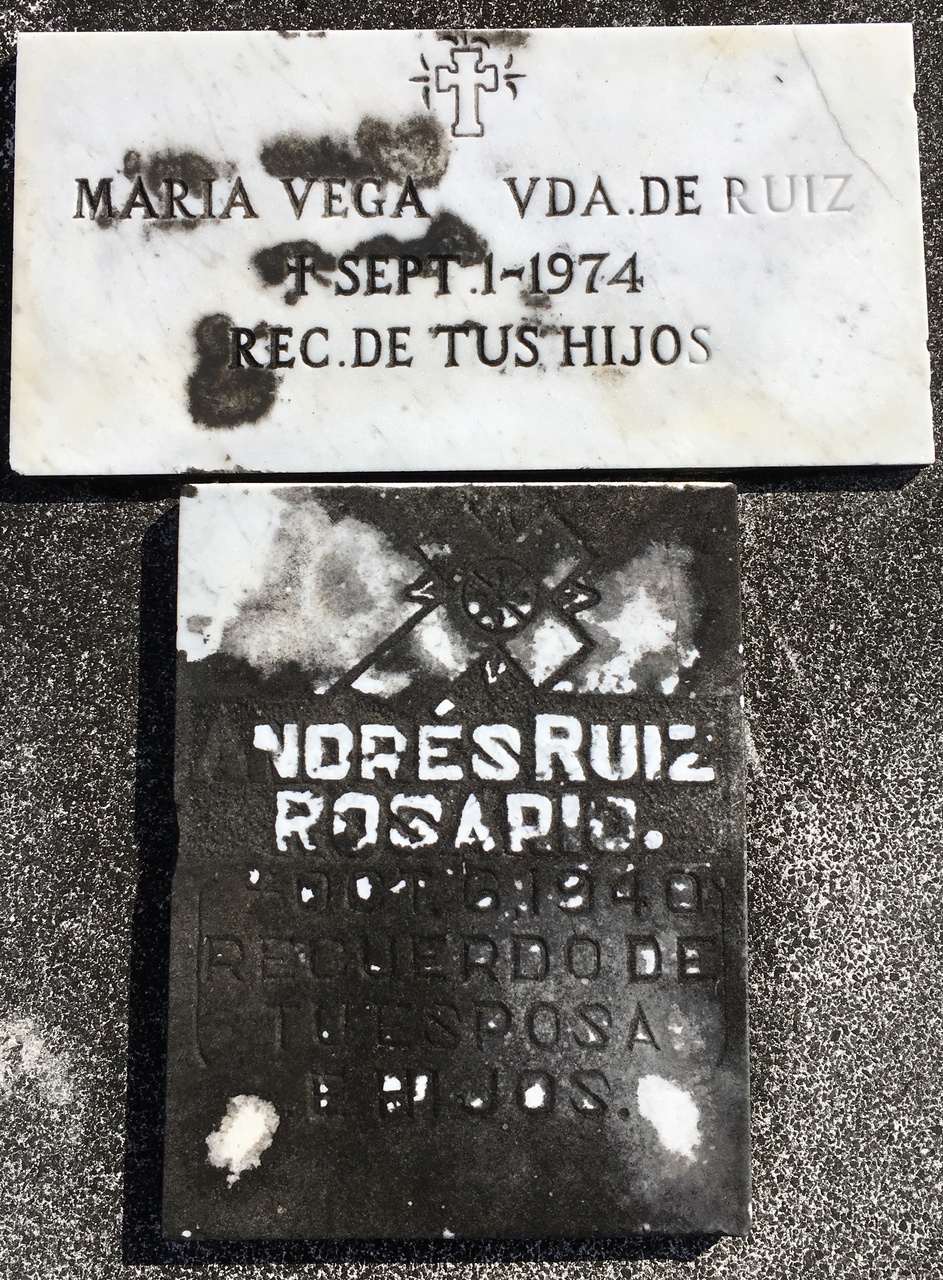 MARIA VEGA VDA. DE RUIZ
† SEPT. 1-1974
REC. DE TUS HIJOS
ANDRÉS RUIZ
ROSARIO.
OCT. 6, 1940
RECUERDO DE
TU ESPOSA
E HIJOS.